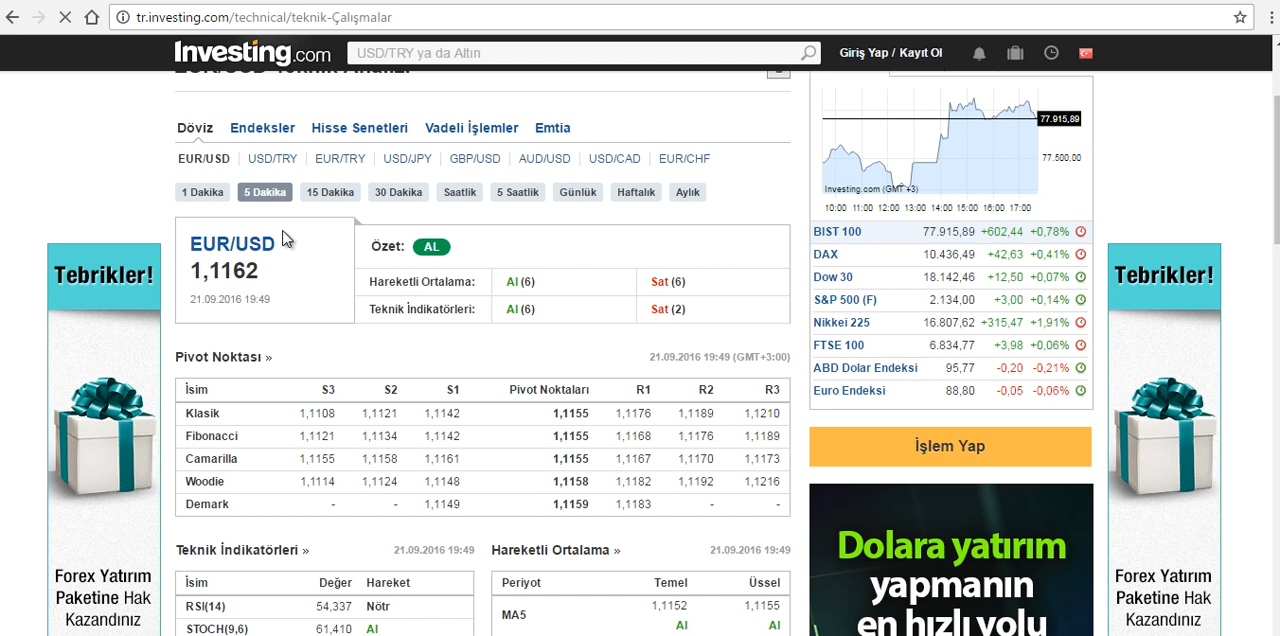 tr.investing.com/technical/teknik-Çalışmalar
Investing.com
USD/TRY ya da Altın
Giriş Yap / Kayıt Ol
EUR/USD Teknik Analizi
Döviz Endeksler Hisse Senetleri Vadeli İşlemler Emtia
EUR/USD USD/TRY EUR/TRY USD/JPY GBP/USD AUD/USD USD/CAD EUR/CHF
1 Dakika 5 Dakika 15 Dakika 30 Dakika Saatlik 5 Saatlik Günlük Haftalık Aylık
EUR/USD
1,1162
21.09.2016 19:49
Özet: AL
Hareketli Ortalama: Al (6) Sat (6)
Teknik İndikatörleri: Al (6) Sat (2)
Pivot Noktası » 21.09.2016 19:49 (GMT+3:00)
İsim S3 S2 S1 Pivot Noktaları R1 R2 R3
Klasik 1,1108 1,1121 1,1142 1,1155 1,1176 1,1189 1,1210
Fibonacci 1,1121 1,1134 1,1142 1,1155 1,1168 1,1176 1,1189
Camarilla 1,1155 1,1158 1,1161 1,1155 1,1167 1,1170 1,1173
Woodie 1,1114 1,1124 1,1148 1,1158 1,1182 1,1192 1,1216
Demark - - 1,1149 1,1159 1,1183 - -
Teknik İndikatörleri » 21.09.2016 19:49
İsim Değer Hareket
RSI(14) 54,337 Nötr
STOCH(9,6) 61,410 Al
Hareketli Ortalama » 21.09.2016 19:49
Periyot Temel Üssel
MA5 1,1152 1,1155
Al Al
77.915,89
77.500,00
Investing.com (GMT +3)
10:00 11:00 12:00 13:00 14:00 15:00 16:00 17:00
BIST 100 77.915,89 +602,44 +0,78%
DAX 10.436,49 +42,63 +0,41%
Dow 30 18.142,46 +12,50 +0,07%
S&P 500 (F) 2.134,00 +3,00 +0,14%
Nikkei 225 16.807,62 +315,47 +1,91%
FTSE 100 6.834,77 +3,98 +0,06%
ABD Dolar Endeksi 95,77 -0,20 -0,21%
Euro Endeksi 88,80 -0,05 -0,06%
İşlem Yap
Dolara yatırım
yapmanın
en hızlı yolu
Tebrikler!
Forex Yatırım
Paketine Hak
Kazandınız
Tebrikler!
Forex Yatırım
Paketine Hak
Kazandınız